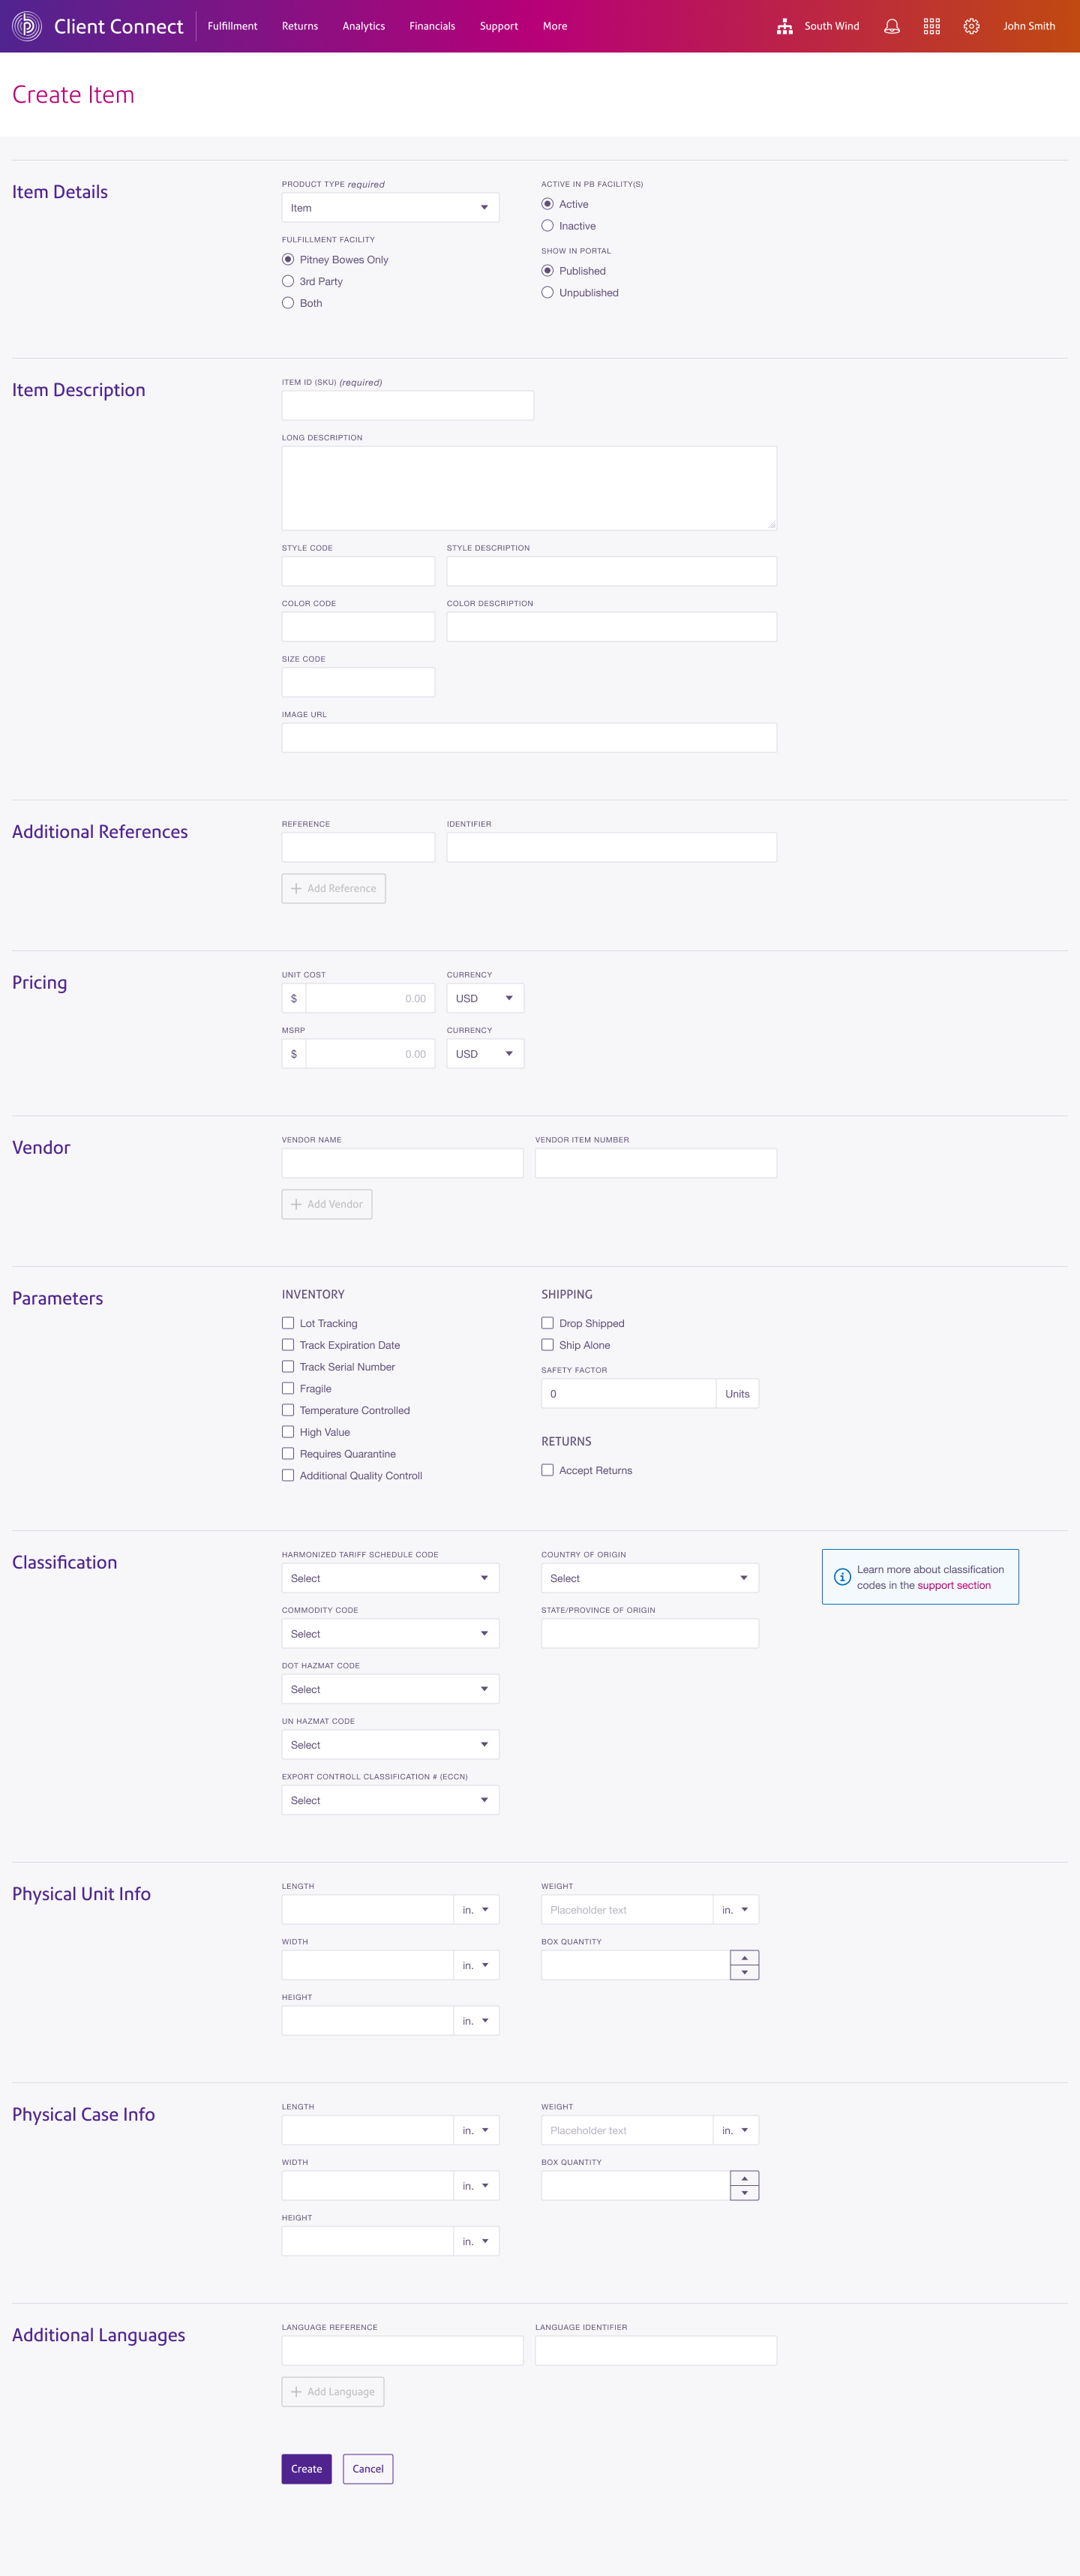 Client Connect
Fulfillment Returns Analytics Financials Support More
South Wind
John Smith
Create Item
Item Details
PRODUCT TYPE required
Item
FULFILLMENT FACILITY
Pitney Bowes Only
3rd Party
Both
ACTIVE IN PB FACILITY(S)
Active
Inactive
SHOW IN PORTAL
Published
Unpublished
Item Description
ITEM ID (SKU) (required)
LONG DESCRIPTION
STYLE CODE
STYLE DESCRIPTION
COLOR CODE
COLOR DESCRIPTION
SIZE CODE
IMAGE URL
Additional References
REFERENCE
IDENTIFIER
Add Reference
Pricing
UNIT COST
CURRENCY
$ 0.00
USD
MSRP
CURRENCY
$ 0.00
USD
Vendor
VENDOR NAME
VENDOR ITEM NUMBER
Add Vendor
Parameters
INVENTORY
Lot Tracking
Track Expiration Date
Track Serial Number
Fragile
Temperature Controlled
High Value
Requires Quarantine
Additional Quality Controll
SHIPPING
Drop Shipped
Ship Alone
SAFETY FACTOR
0 Units
RETURNS
Accept Returns
Classification
HARMONIZED TARIFF SCHEDULE CODE
Select
COMMODITY CODE
Select
DOT HAZMAT CODE
Select
UN HAZMAT CODE
Select
EXPORT CONTROLL CLASSIFICATION # (ECCN)
Select
COUNTRY OF ORIGIN
Select
STATE/PROVINCE OF ORIGIN
Learn more about classification
codes in the support section
Physical Unit Info
LENGTH
in.
WIDTH
in.
HEIGHT
in.
WEIGHT
Placeholder text in.
BOX QUANTITY
Physical Case Info
LENGTH
in.
WIDTH
in.
HEIGHT
in.
WEIGHT
Placeholder text in.
BOX QUANTITY
Additional Languages
LANGUAGE REFERENCE
LANGUAGE IDENTIFIER
Add Language
Create
Cancel